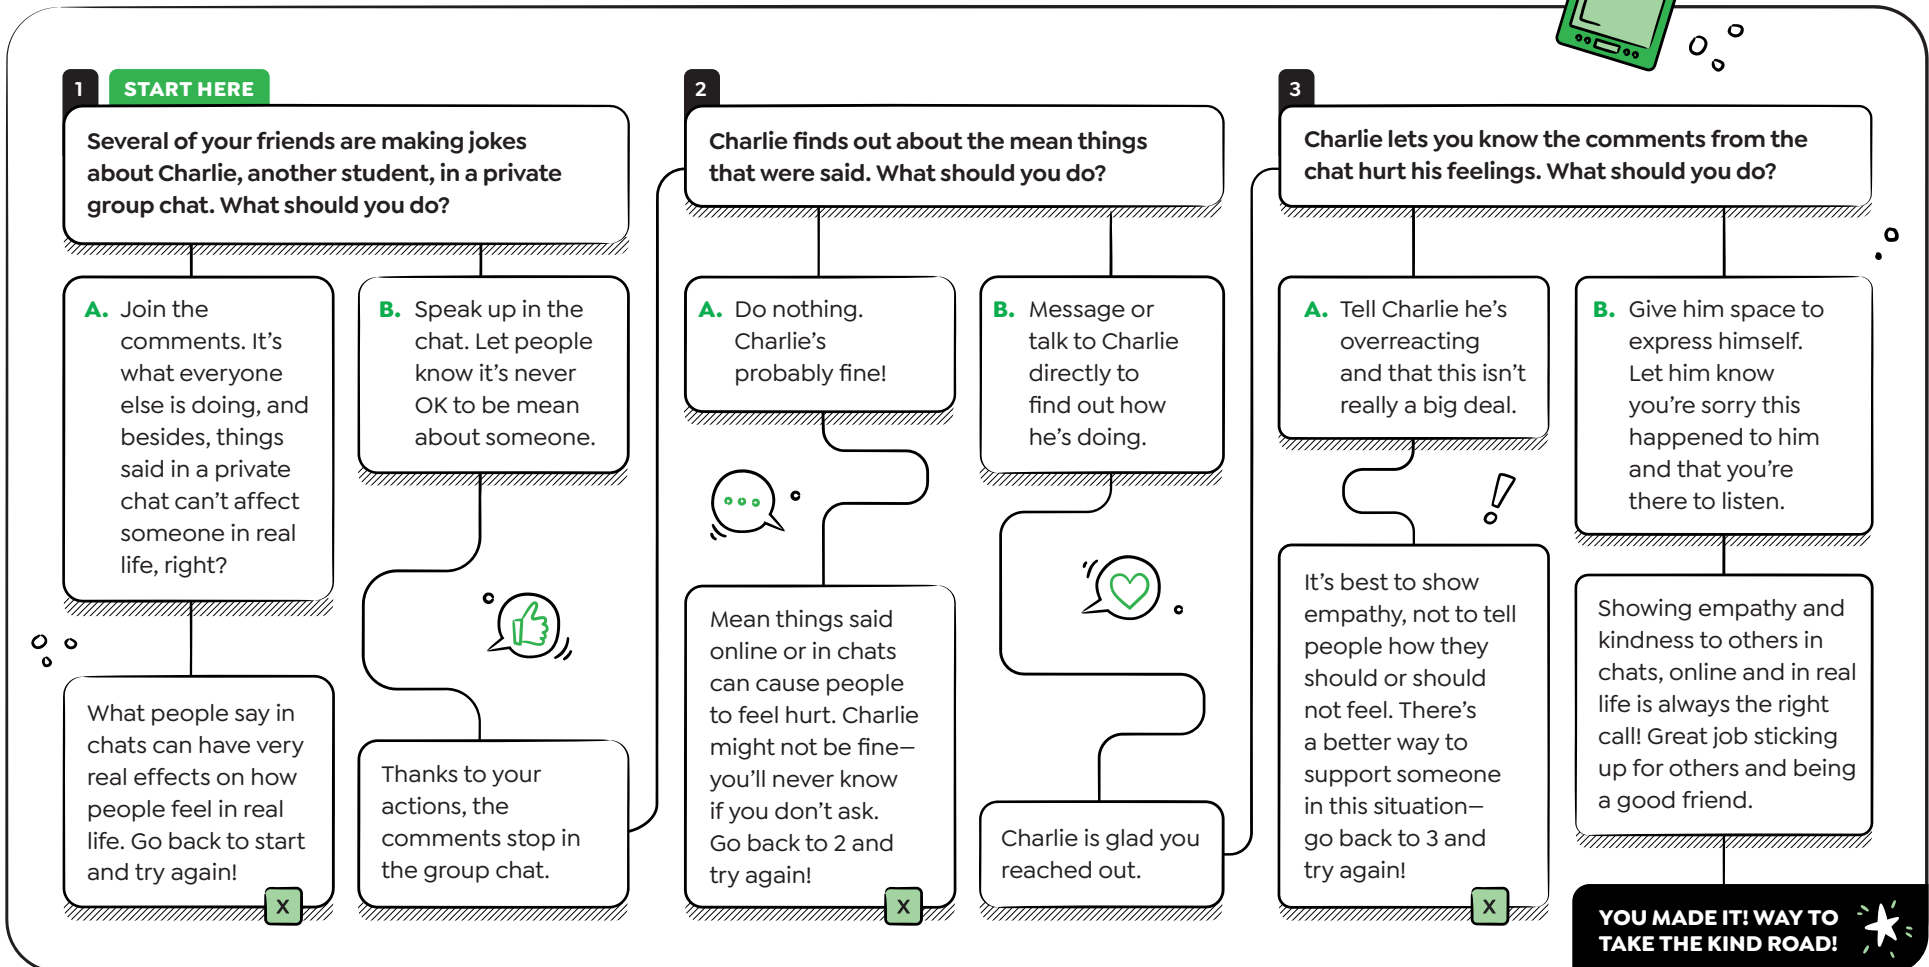 1
START HERE
Several of your friends are making jokes
about Charlie, another student, in a private
group chat. What should you do?
A. Join the
comments. It's
what everyone
else is doing, and
besides, things
said in a private
chat can't affect
someone in real
life, right?
What people say in
chats can have very
real effects on how
people feel in real
life. Go back to start
and try again!
X
B. Speak up in the
chat. Let people
know it's never
OK to be mean
about someone.
Thanks to your
actions, the
comments stop in
the group chat.
2
Charlie finds out about the mean things
that were said. What should you do?
A. Do nothing.
Charlie's
probably fine!
Mean things said
online or in chats
can cause people
to feel hurt. Charlie
might not be fine—
you'll never know
if you don't ask.
Go back to 2 and
try again!
X
B. Message or
talk to Charlie
directly to
find out how
he's doing.
Charlie is glad you
reached out.
3
Charlie lets you know the comments from the
chat hurt his feelings. What should you do?
A. Tell Charlie he's
overreacting
and that this isn't
really a big deal.
It's best to show
empathy, not to tell
people how they
should or should
not feel. There's
a better way to
support someone
in this situation—
go back to 3 and
try again!
X
B. Give him space to
express himself.
Let him know
you're sorry this
happened to him
and that you're
there to listen.
Showing empathy and
kindness to others in
chats, online and in real
life is always the right
call! Great job sticking
up for others and being
a good friend.
YOU MADE IT! WAY TO
TAKE THE KIND ROAD!